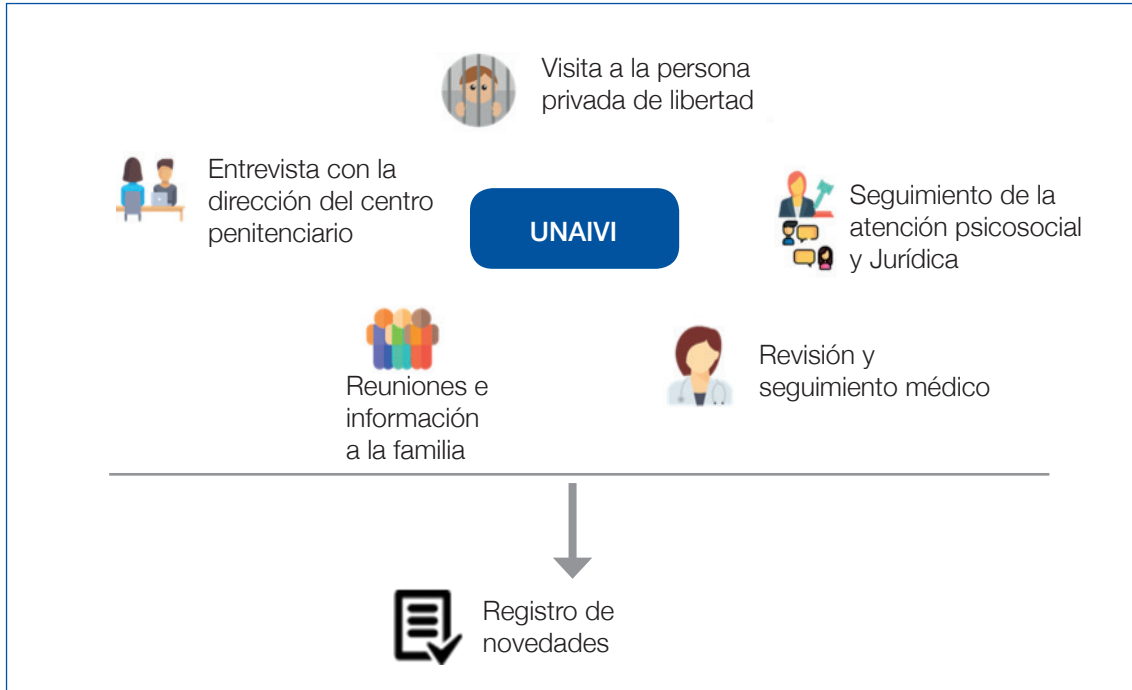 Visita a la persona
privada de libertad
Entrevista con la
dirección del centro
penitenciario
UNAIVI
Seguimiento de la
atención psicosocial
y Jurídica
Reuniones e
información
a la familia
Revisión y
seguimiento médico
Registro de
novedades